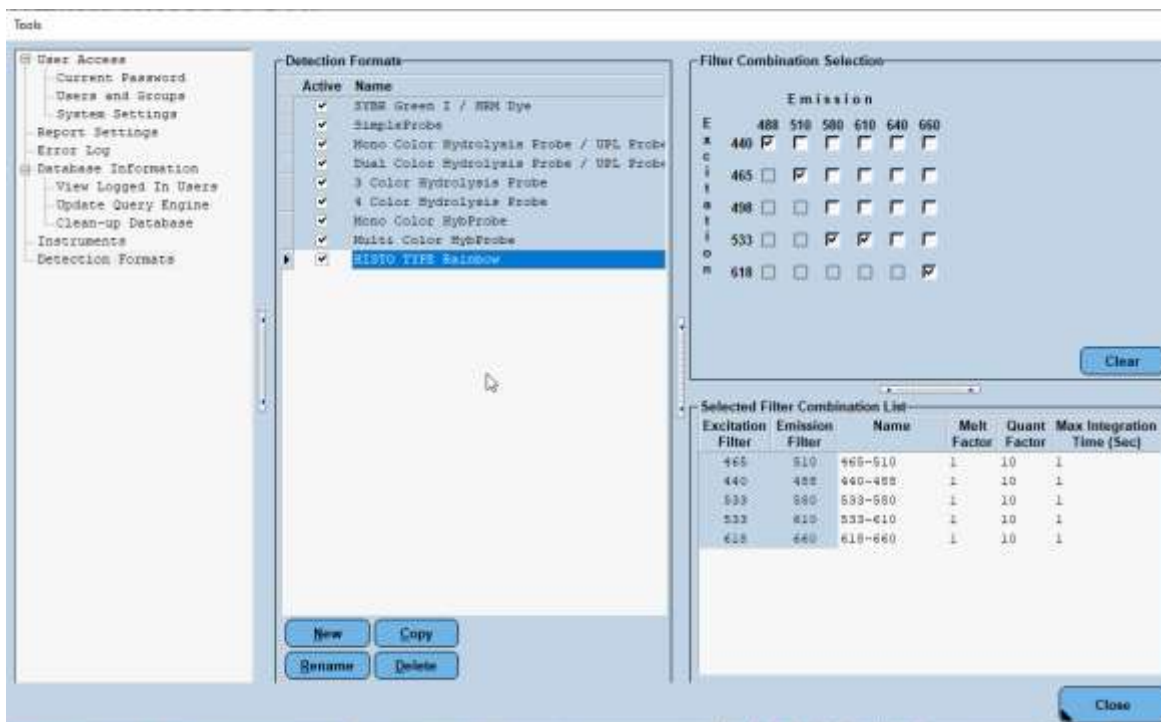 Tools
User Access
Current Password
Users and Groups
System Settings
Report Settings
Error Log
Database Information
View Logged In Users
Update Query Engine
Clean-up Database
Instruments
Detection Formats
Detection Formats
Active Name
SYBR Green I / HRM Dye
SimpleProbe
Mono Color Hydrolysis Probe / UPL Probe
Dual Color Hydrolysis Probe / UPL Probe
3 Color Hydrolysis Probe
4 Color Hydrolysis Probe
Mono Color HybProbe
Multi Color HybProbe
HISTO TYPE Rainbow
New Copy
Rename Delete
Filter Combination Selection
Emission
Excitation
488 510 580 610 640 660
440
465
498
533
618
Clear
Selected Filter Combination List
Excitation Filter Emission Filter Name Melt Factor Quant Factor Max Integration Time (Sec)
465 510 465-510 1 10 1
440 488 440-488 1 10 1
533 580 533-580 1 10 1
533 610 533-610 1 10 1
618 660 618-660 1 10 1
Close